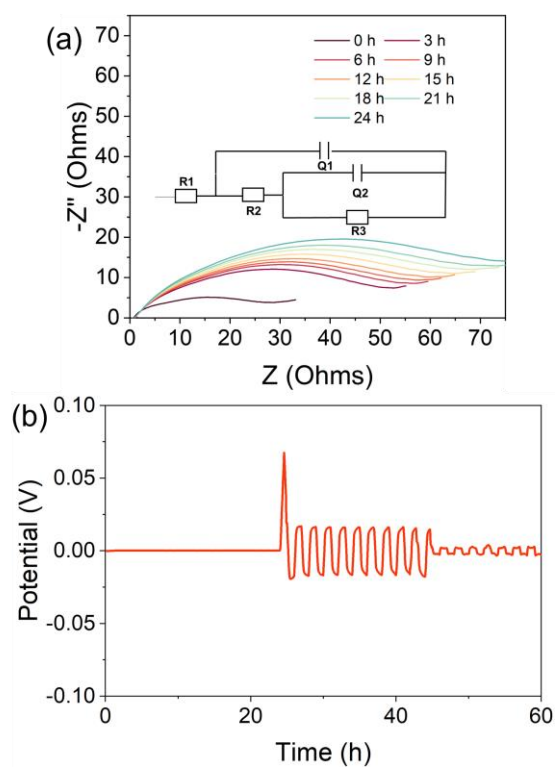 (a)
70
60
50
40
30
20
10
0
-Z" (Ohms)
0 h 3 h
6 h 9 h
12 h 15 h
18 h 21 h
24 h
Q1
Q2
R1
R2
R3
0 10 20 30 40 50 60 70
Z (Ohms)
(b)
0.10
0.05
0.00
-0.05
-0.10
Potential (V)
0 20 40 60
Time (h)